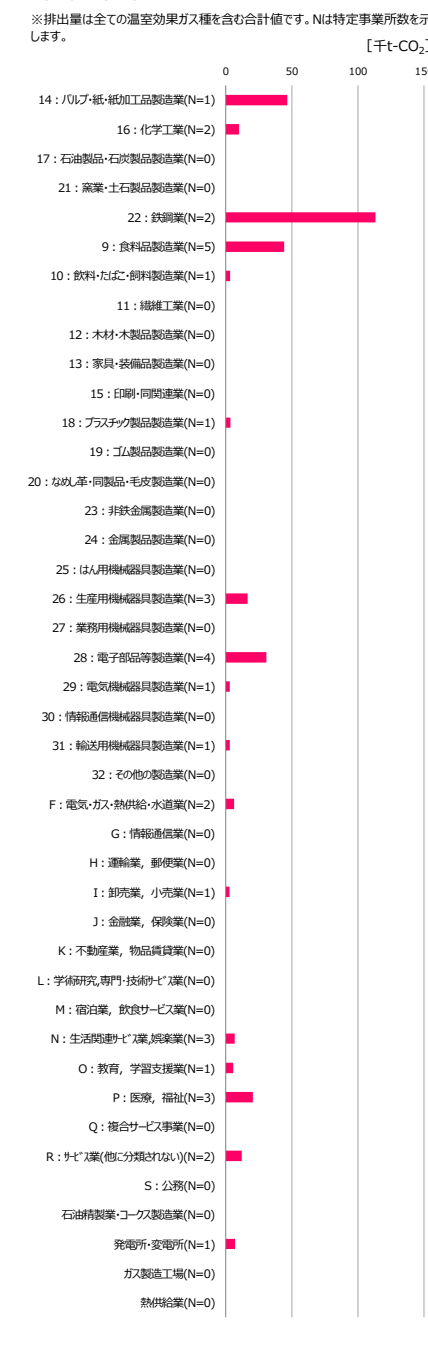 ※排出量は全ての温室効果ガス種を含む合計値です。Nは特定事業所数を示
します。
[千t-CO2]
0 50 100 150
14：パルプ・紙・紙加工品製造業(N=1)
16：化学工業(N=2)
17：石油製品・石炭製品製造業(N=0)
21：窯業・土石製品製造業(N=0)
22：鉄鋼業(N=2)
9：食料品製造業(N=5)
10：飲料・たばこ・飼料製造業(N=1)
11：繊維工業(N=0)
12：木材・木製品製造業(N=0)
13：家具・装備品製造業(N=0)
15：印刷・同関連業(N=0)
18：プラスチック製品製造業(N=1)
19：ゴム製品製造業(N=0)
20：なめし革・同製品・毛皮製造業(N=0)
23：非鉄金属製造業(N=0)
24：金属製品製造業(N=0)
25：はん用機械器具製造業(N=0)
26：生産用機械器具製造業(N=3)
27：業務用機械器具製造業(N=0)
28：電子部品等製造業(N=4)
29：電気機械器具製造業(N=1)
30：情報通信機械器具製造業(N=0)
31：輸送用機械器具製造業(N=1)
32：その他の製造業(N=0)
F：電気・ガス・熱供給・水道業(N=2)
G：情報通信業(N=0)
H：運輸業，郵便業(N=0)
I：卸売業，小売業(N=1)
J：金融業，保険業(N=0)
K：不動産業，物品賃貸業(N=0)
L：学術研究,専門・技術ｻｰﾋﾞｽ業(N=0)
M：宿泊業，飲食サービス業(N=0)
N：生活関連ｻｰﾋﾞｽ業,娯楽業(N=3)
O：教育，学習支援業(N=1)
P：医療，福祉(N=3)
Q：複合サービス事業(N=0)
R：ｻｰﾋﾞｽ業(他に分類されない)(N=2)
S：公務(N=0)
石油精製業・コークス製造業(N=0)
発電所・変電所(N=1)
ガス製造工場(N=0)
熱供給業(N=0)